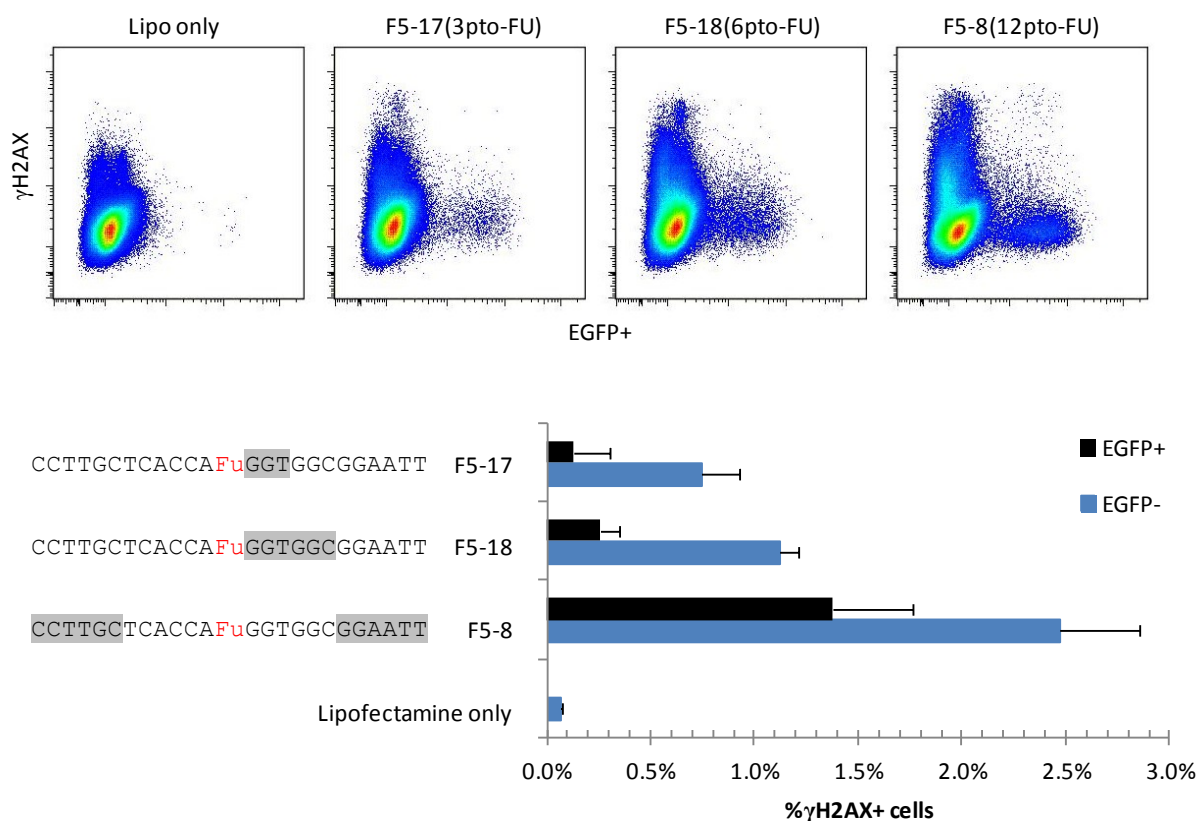 Lipo only F5-17(3pto-FU) F5-18(6pto-FU) F5-8(12pto-FU)
γH2AX
EGFP+
CCTTGCTCACCAFuGGTGGCGGAATT F5-17
CCTTGCTCACCAFuGGTGGCGGAATT F5-18
CCTTGCTCACCAFuGGTGGCGGAATT F5-8
Lipofectamine only
EGFP+
EGFP-
0.0% 0.5% 1.0% 1.5% 2.0% 2.5% 3.0%
%γH2AX+ cells